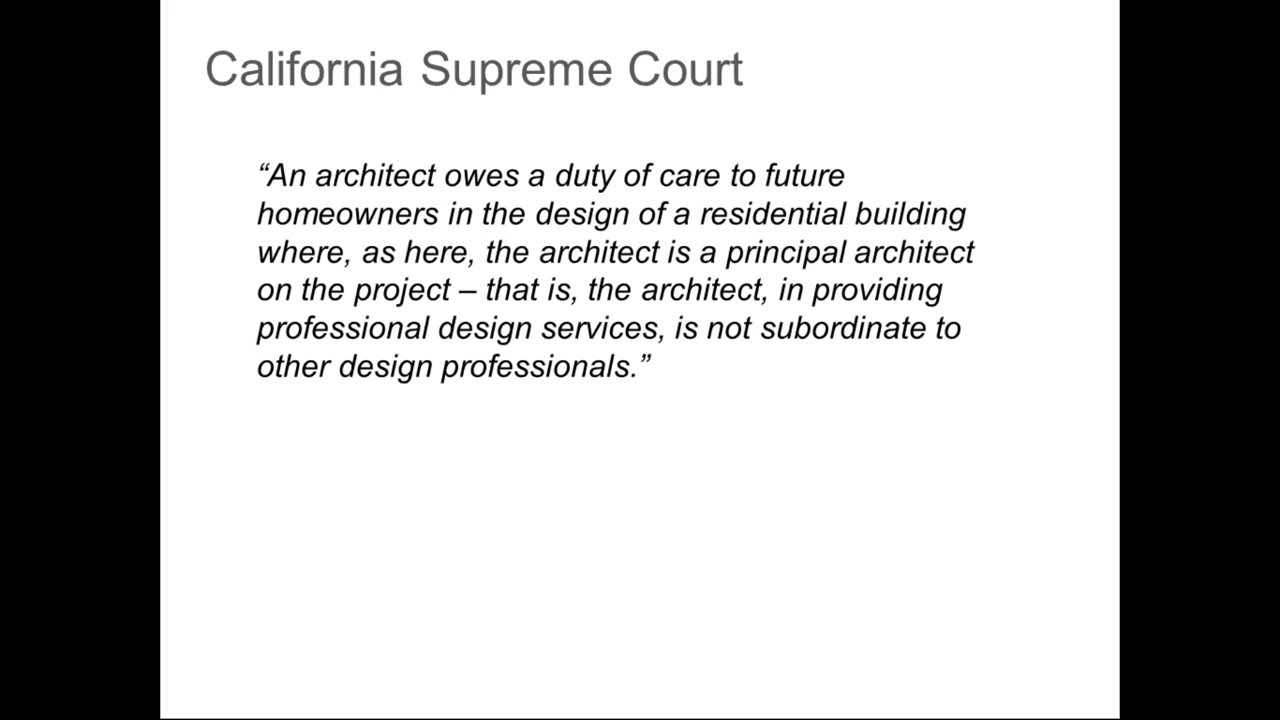 California Supreme Court
“An architect owes a duty of care to future
homeowners in the design of a residential building
where, as here, the architect is a principal architect
on the project – that is, the architect, in providing
professional design services, is not subordinate to
other design professionals.”